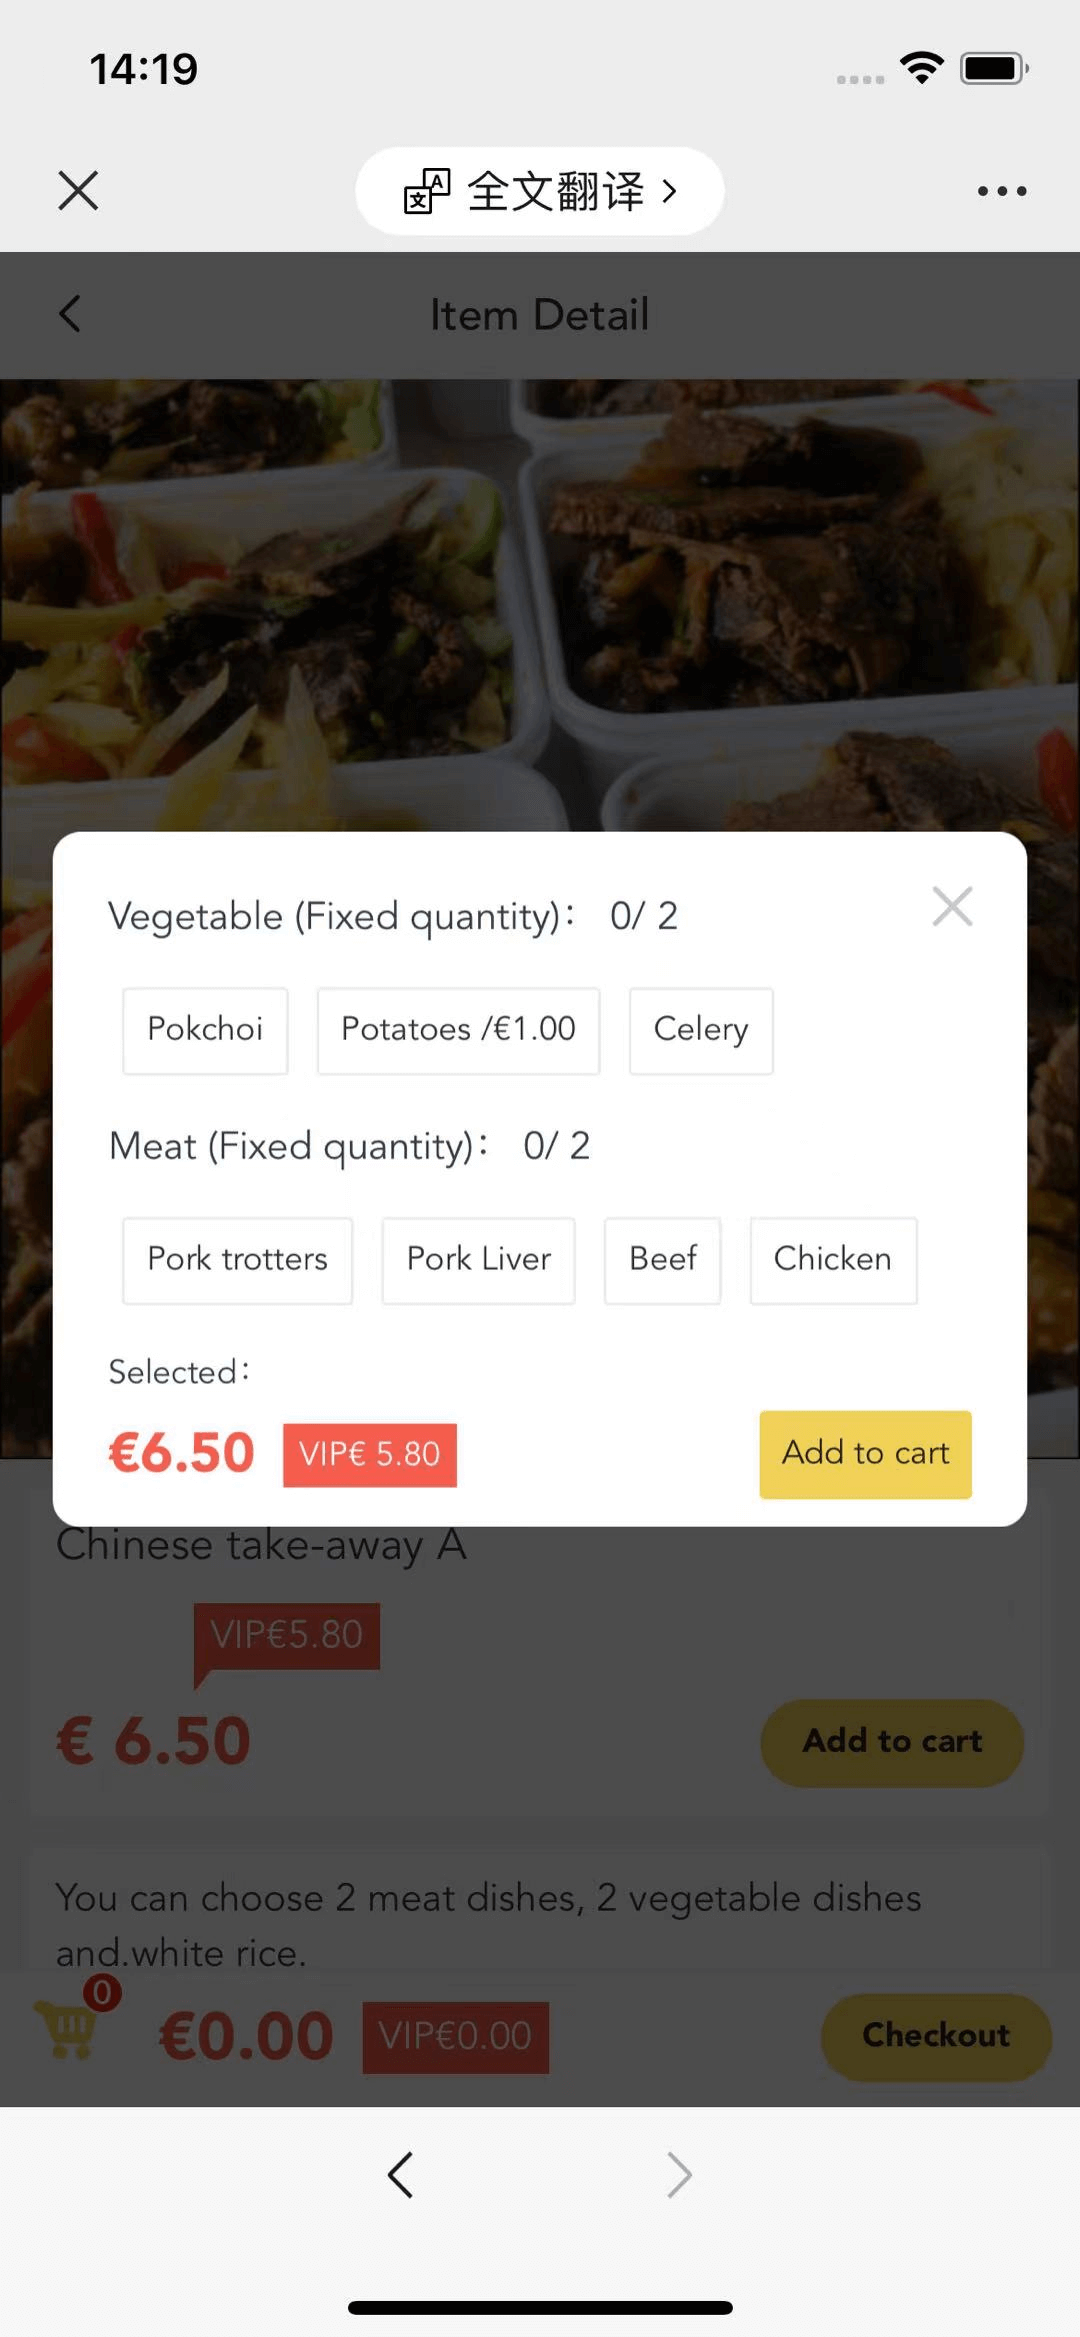 14:19
全文翻译
Item Detail
Vegetable (Fixed quantity)： 0/ 2
Pokchoi
Potatoes /€1.00
Celery
Meat (Fixed quantity)： 0/ 2
Pork trotters
Pork Liver
Beef
Chicken
Selected：
€6.50
VIP€ 5.80
Add to cart
Chinese take-away A
VIP€5.80
€ 6.50
Add to cart
You can choose 2 meat dishes, 2 vegetable dishes
and.white rice.
0
€0.00
VIP€0.00
Checkout